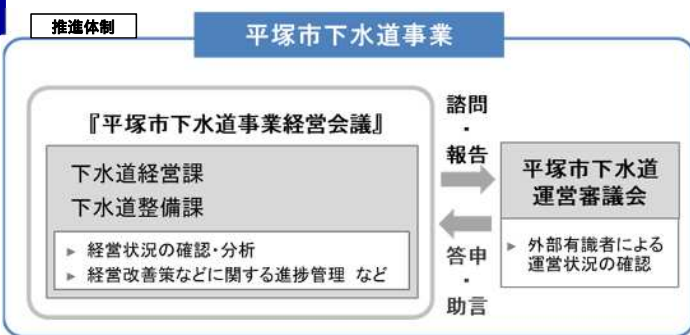 推進体制
平塚市下水道事業
『平塚市下水道事業経営会議』
下水道経営課
下水道整備課
▶ 経営状況の確認・分析
▶ 経営改善策などに関する進捗管理 など
諮問
・
報告
答申
・
助言
平塚市下水道
運営審議会
▶ 外部有識者による
運営状況の確認